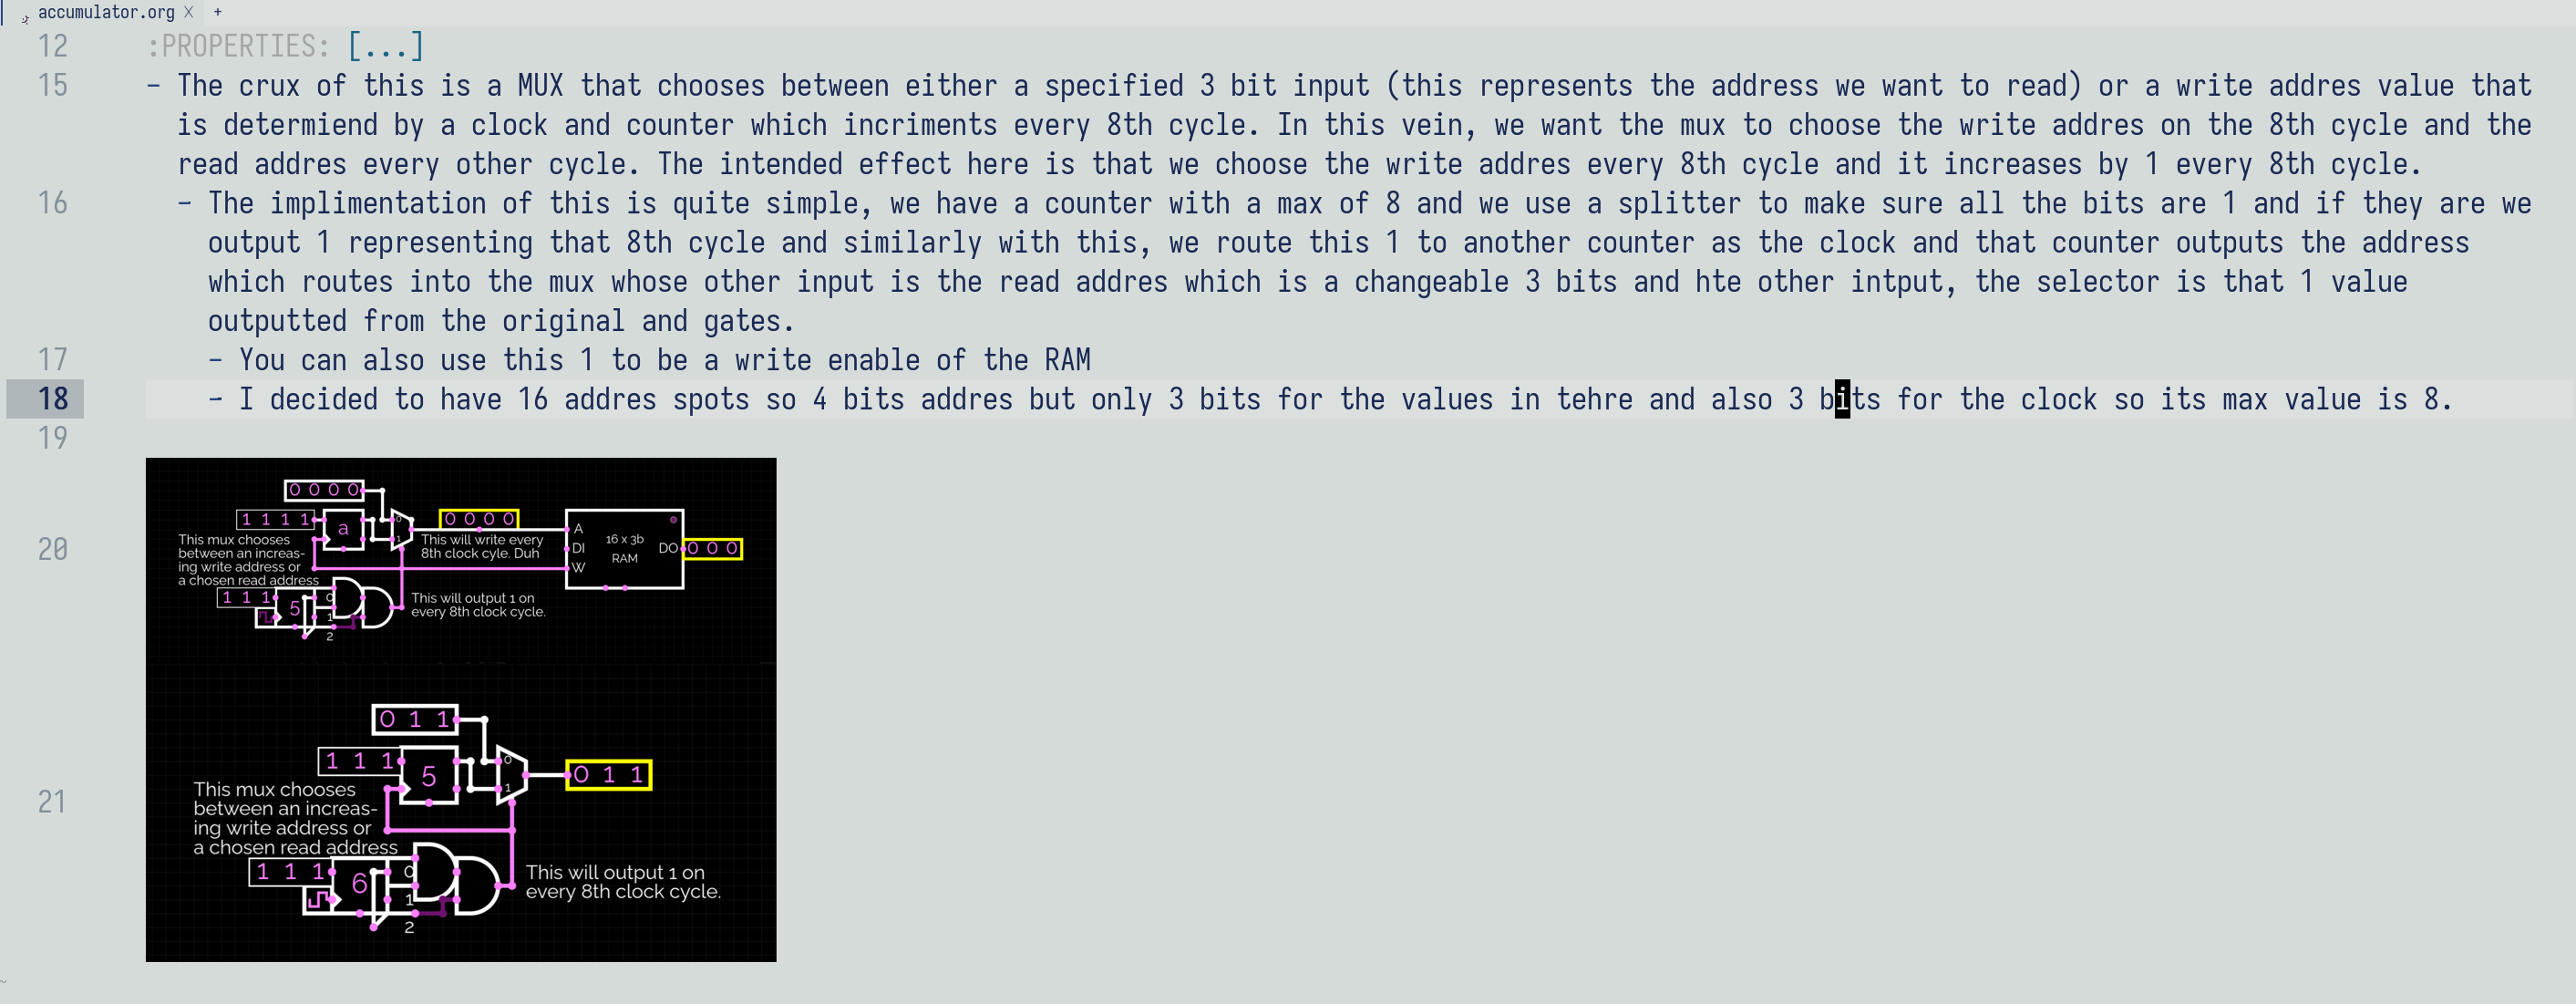 accumulator.org X +
12 :PROPERTIES: [...]
15 - The crux of this is a MUX that chooses between either a specified 3 bit input (this represents the address we want to read) or a write addres value that
is determiend by a clock and counter which incriments every 8th cycle. In this vein, we want the mux to choose the write addres on the 8th cycle and the
read addres every other cycle. The intended effect here is that we choose the write addres every 8th cycle and it increases by 1 every 8th cycle.
16 - The implimentation of this is quite simple, we have a counter with a max of 8 and we use a splitter to make sure all the bits are 1 and if they are we
output 1 representing that 8th cycle and similarly with this, we route this 1 to another counter as the clock and that counter outputs the address
which routes into the mux whose other input is the read addres which is a changeable 3 bits and hte other intput, the selector is that 1 value
outputted from the original and gates.
17 - You can also use this 1 to be a write enable of the RAM
18 - I decided to have 16 addres spots so 4 bits addres but only 3 bits for the values in tehre and also 3 bits for the clock so its max value is 8.
19
20
0 0 0 0
1 1 1 1
a
0
1
0 0 0 0
This mux chooses
between an increas-
ing write address or
a chosen read address
This will write every
8th clock cyle. Duh
A
DI
W
16 x 3b
RAM
DO
0 0 0
1 1 1
5
0
1
2
This will output 1 on
every 8th clock cycle.
21
0 1 1
1 1 1
5
0
1
0 1 1
This mux chooses
between an increas-
ing write address or
a chosen read address
1 1 1
6
0
1
2
This will output 1 on
every 8th clock cycle.
~